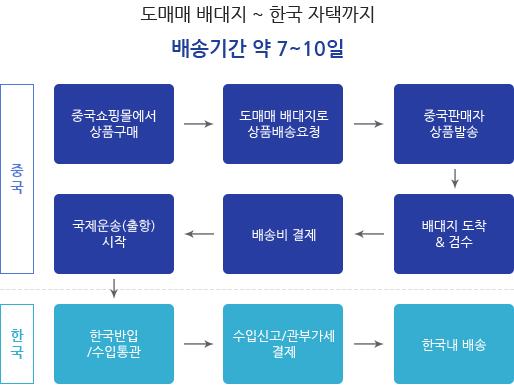 도매매 배대지 ~ 한국 자택까지
배송기간 약 7~10일
중국
중국쇼핑몰에서
상품구매
도매매 배대지로
상품배송요청
중국판매자
상품발송
배대지 도착
& 검수
배송비 결제
국제운송(출항)
시작
한국
한국반입
/수입통관
수입신고/관부가세
결제
한국내 배송